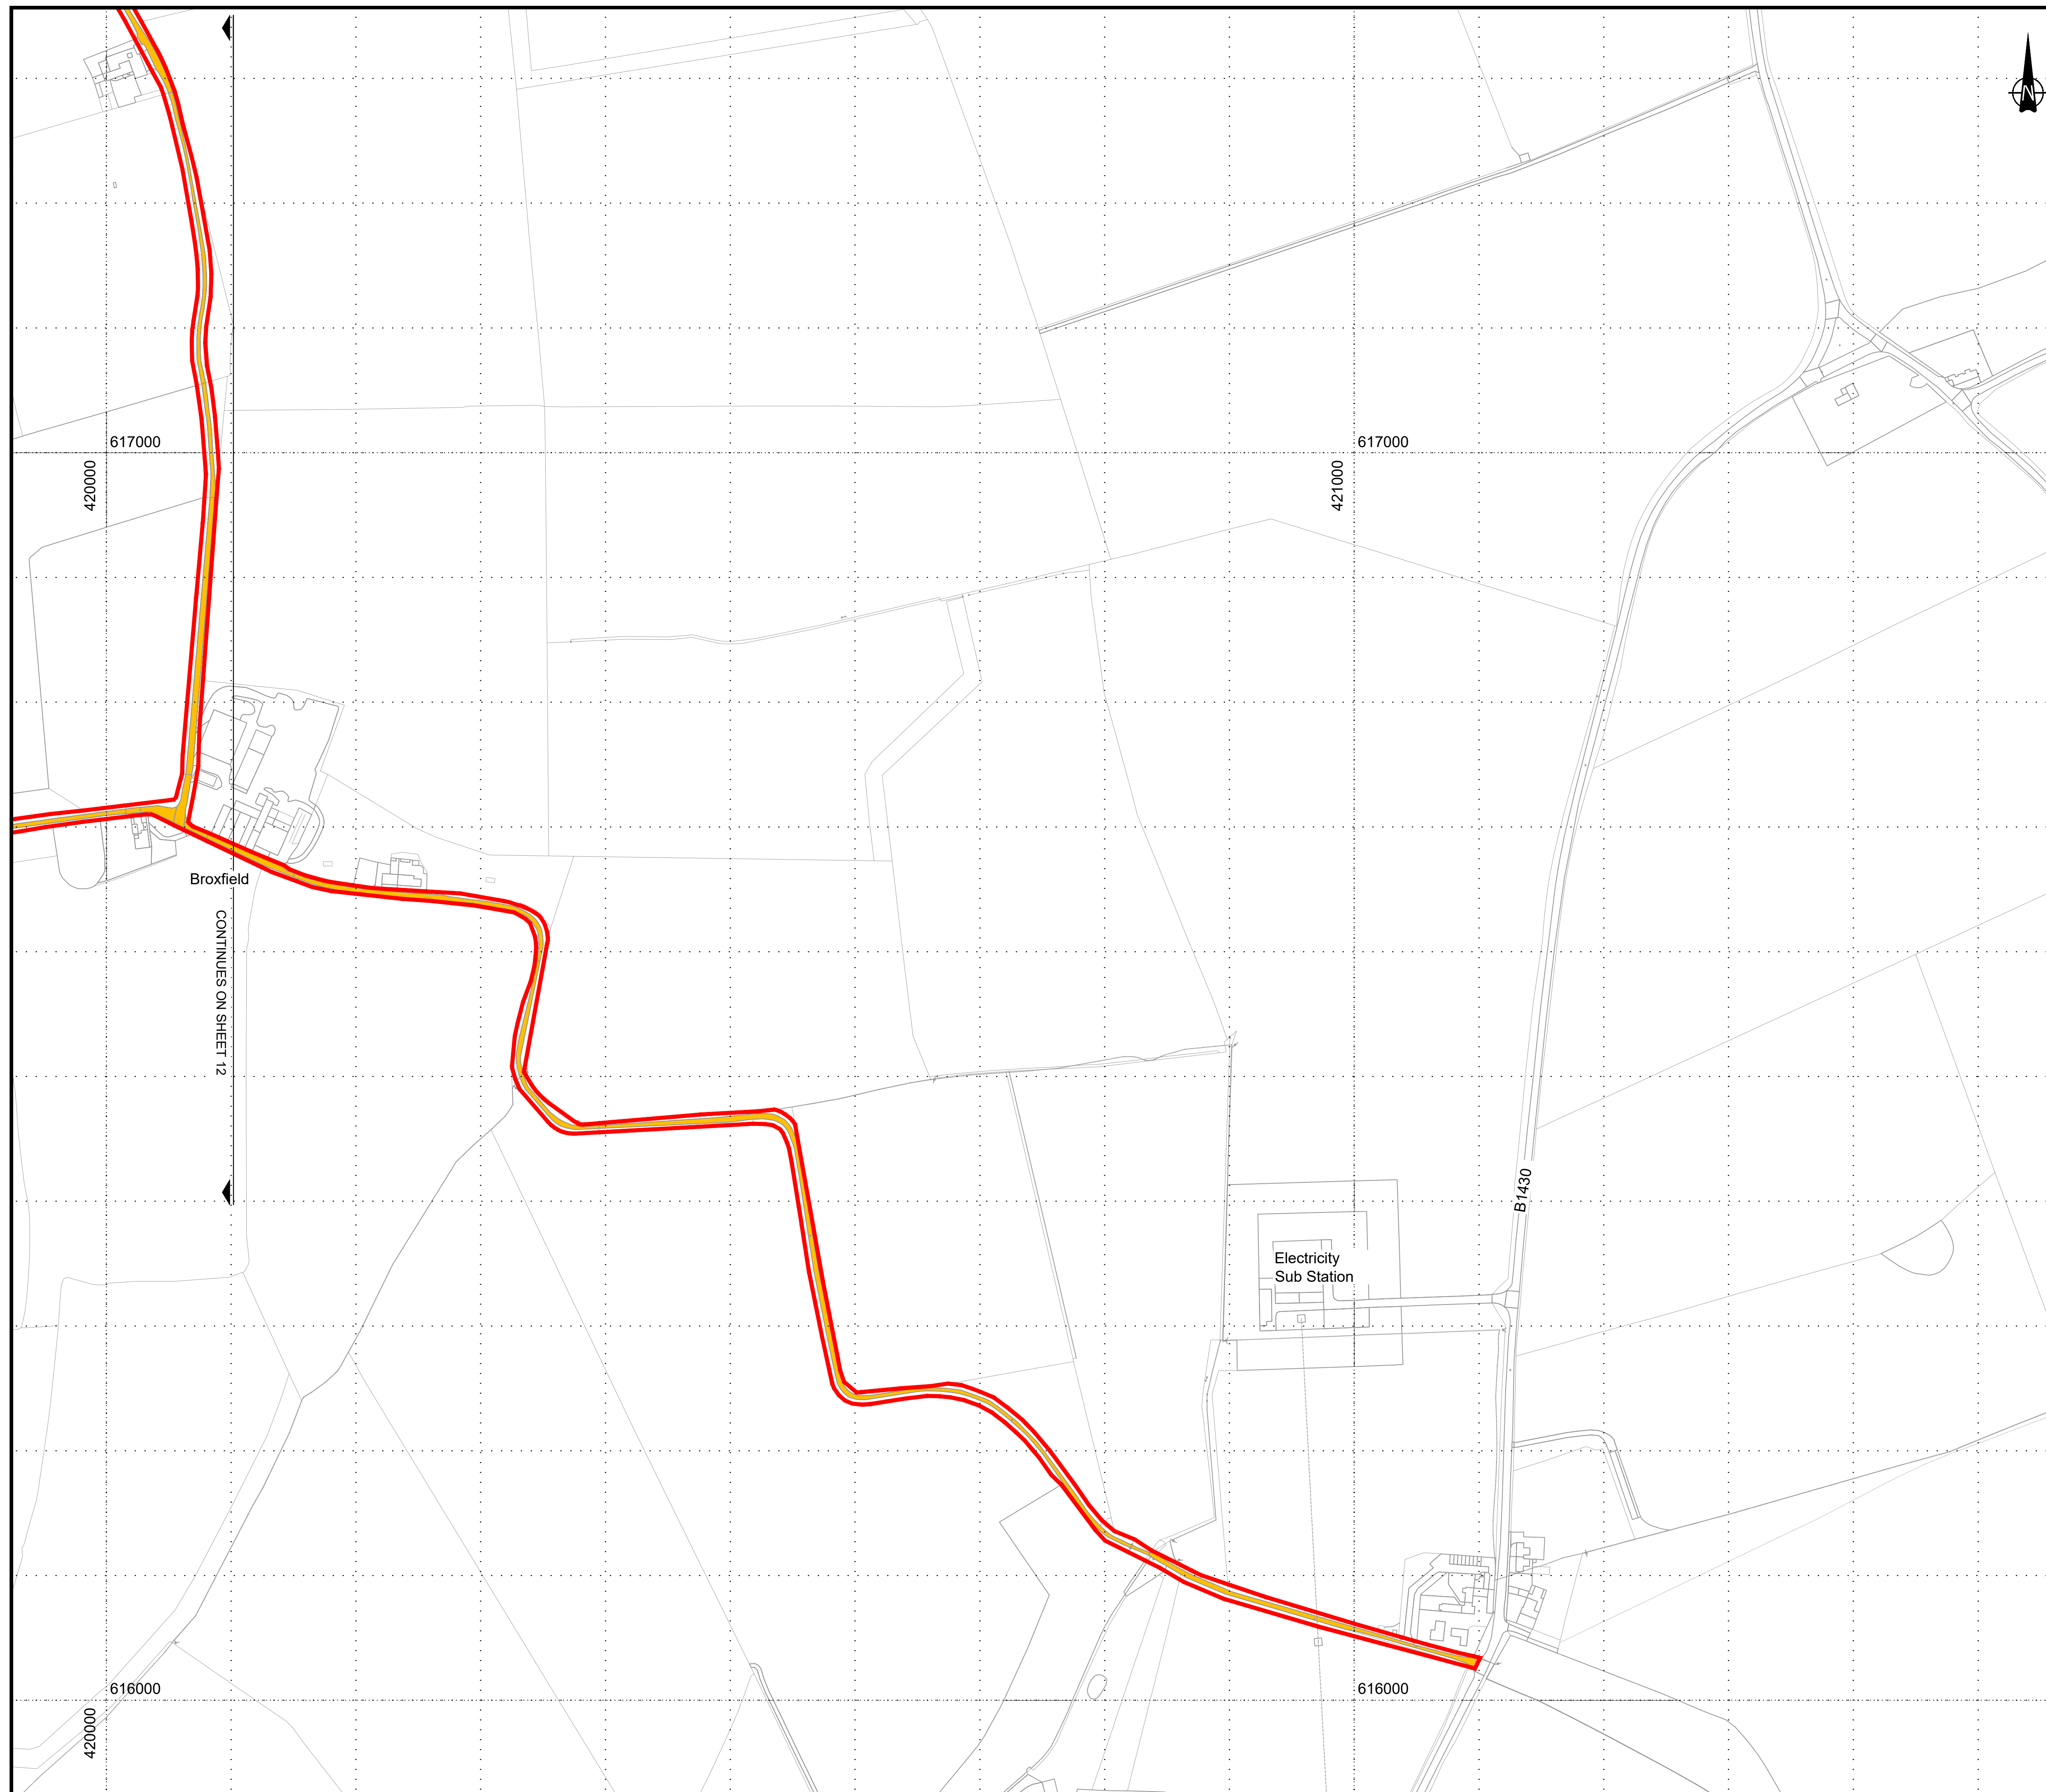 N
617000
420000
617000
421000
Broxfield
CONTINUES ON SHEET 12
B1430
Electricity
Sub Station
616000
420000
616000